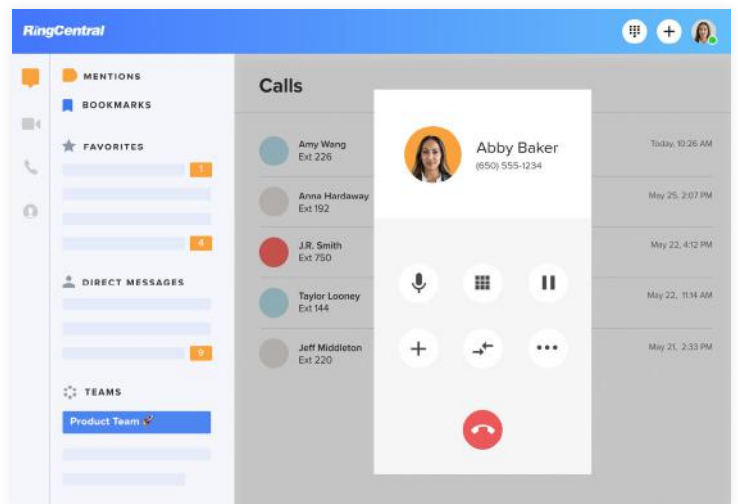 RingCentral
MENTIONS
BOOKMARKS
FAVORITES
1
4
DIRECT MESSAGES
9
TEAMS
Product Team 🚀
Calls
Amy Wang
Ext 226
Today, 10:26 AM
Anna Hardaway
Ext 192
May 25, 2:07 PM
J.R. Smith
Ext 750
May 22, 4:12 PM
Taylor Looney
Ext 144
May 22, 11:14 AM
Jeff Middleton
Ext 220
May 21, 2:33 PM
Abby Baker
(650) 555-1234